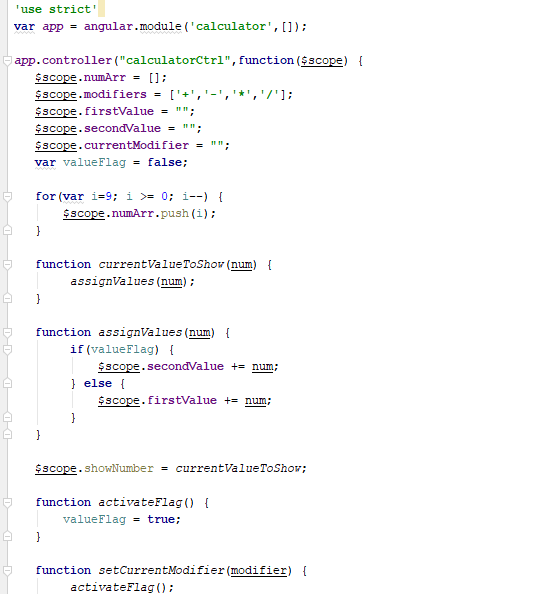 'use strict'
var app = angular.module('calculator',[]);
app.controller("calculatorCtrl",function($scope) {
$scope.numArr = [];
$scope.modifiers = ['+','-','*','/'];
$scope.firstValue = "";
$scope.secondValue = "";
$scope.currentModifier = "";
var valueFlag = false;
for(var i=9; i >= 0; i--) {
$scope.numArr.push(i);
}
function currentValueToShow(num) {
assignValues(num);
}
function assignValues(num) {
if(valueFlag) {
$scope.secondValue += num;
} else {
$scope.firstValue += num;
}
}
$scope.showNumber = currentValueToShow;
function activateFlag() {
valueFlag = true;
}
function setCurrentModifier(modifier) {
activateFlag();